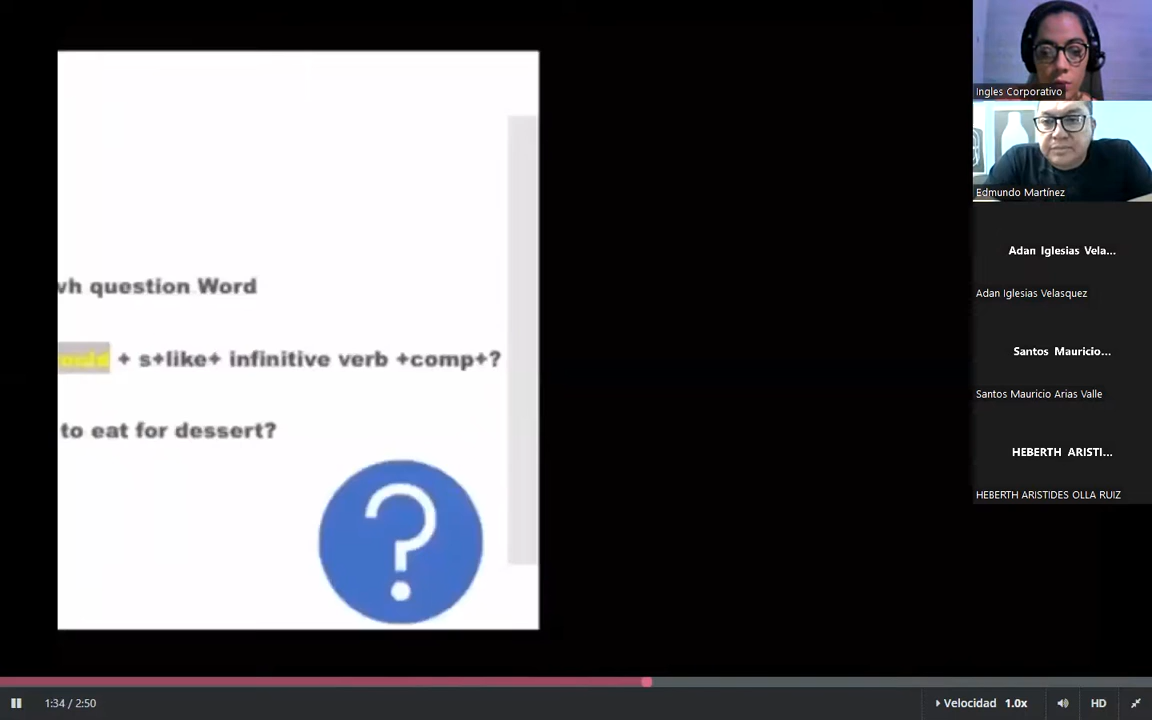 Ingles Corporativo
Edmundo Martínez
Adan Iglesias Vela...
Adan Iglesias Velasquez
Santos Mauricio...
Santos Mauricio Arias Valle
HEBERTH ARISTI...
HEBERTH ARISTIDES OLLA RUIZ
wh question Word
would + s+like+ infinitive verb +comp+?
to eat for dessert?
?
1:34 / 2:50
Velocidad 1.0x
HD